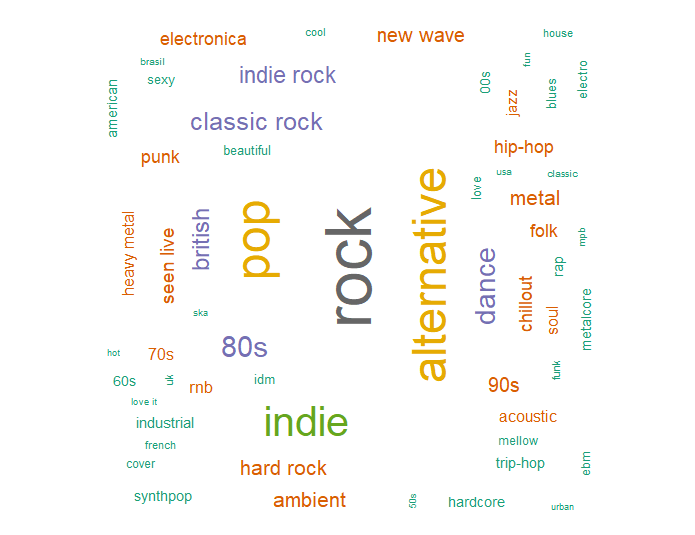 electronica
cool
new wave
house
brasil
sexy
indie rock
00s
fun
jazz
blues
electro
american
classic rock
punk
beautiful
hip-hop
usa
classic
love
metal
heavy metal
seen live
british
pop
rock
alternative
dance
folk
mpb
rap
chillout
soul
metalcore
ska
80s
hot
70s
60s
uk
rnb
idm
90s
funk
love it
industrial
indie
acoustic
french
mellow
cover
hard rock
trip-hop
ebm
synthpop
ambient
50s
hardcore
urban